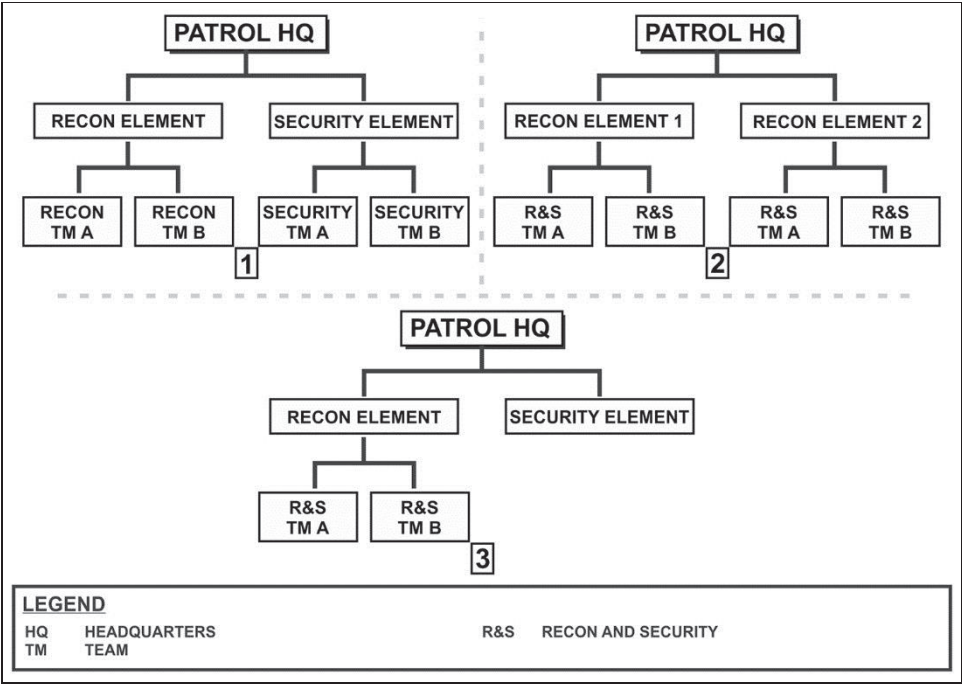 PATROL HQ
RECON ELEMENT
SECURITY ELEMENT
RECON
TM A
RECON
TM B
SECURITY
TM A
SECURITY
TM B
1
PATROL HQ
RECON ELEMENT 1
RECON ELEMENT 2
R&S
TM A
R&S
TM B
R&S
TM A
R&S
TM B
2
PATROL HQ
RECON ELEMENT
SECURITY ELEMENT
R&S
TM A
R&S
TM B
3
LEGEND
HQ HEADQUARTERS
TM TEAM
R&S RECON AND SECURITY